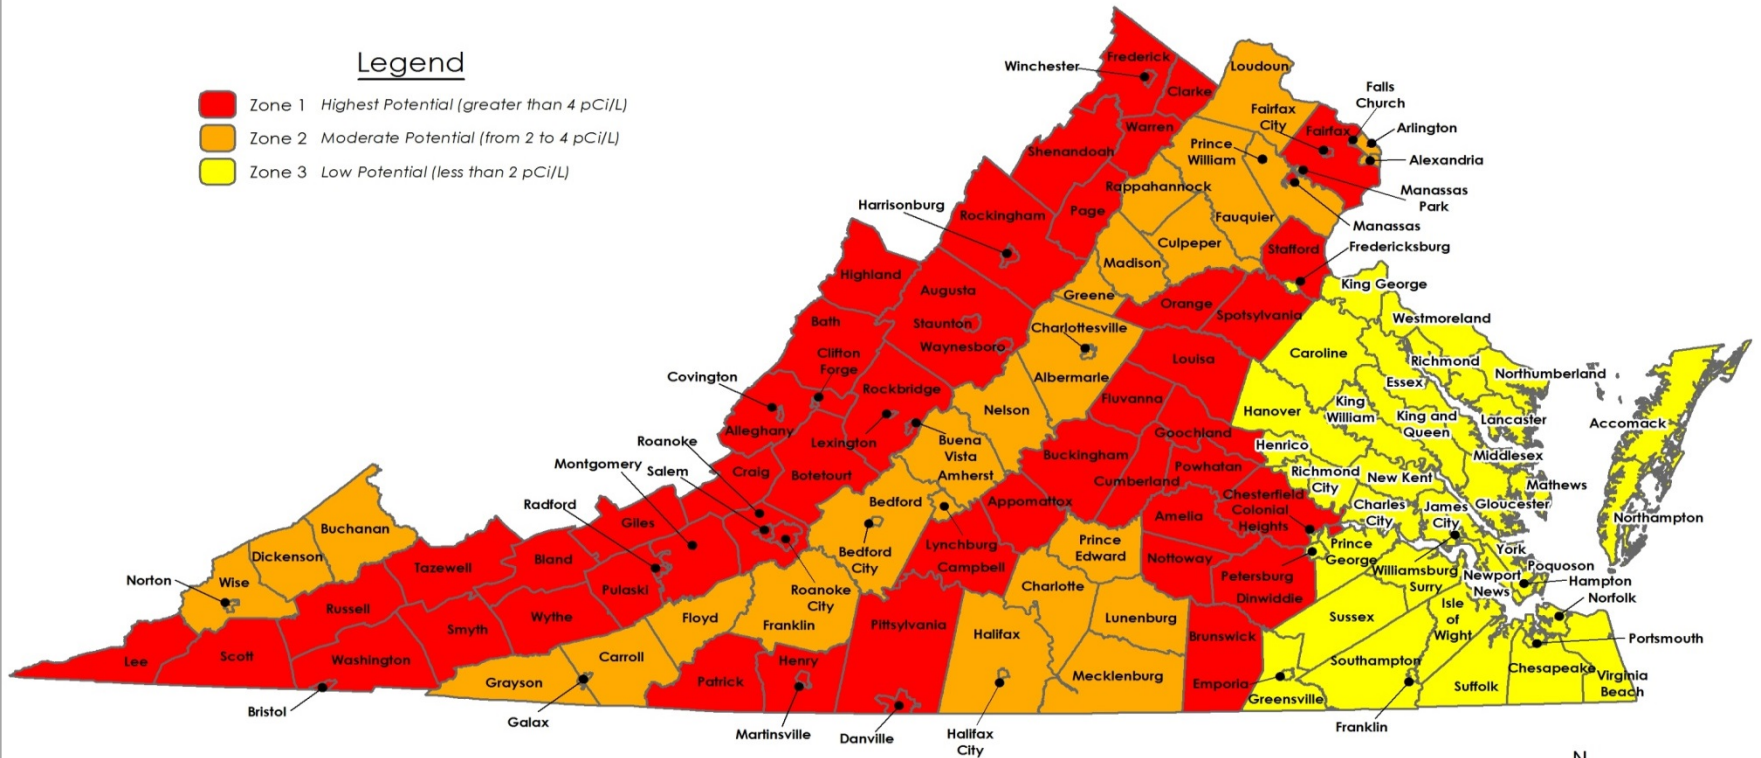 Legend
Zone 1 Highest Potential (greater than 4 pCi/L)
Zone 2 Moderate Potential (from 2 to 4 pCi/L)
Zone 3 Low Potential (less than 2 pCi/L)
Frederick
Winchester
Clarke
Loudoun
Falls
Church
Fairfax
City
Fairfax
Arlington
Warren
Prince
William
Alexandria
Shenandoah
Manassas
Park
Rappahannock
Harrisonburg
Page
Rockingham
Fauquier
Manassas
Culpeper
Stafford
Fredericksburg
Madison
Highland
King George
Augusta
Greene
Orange
Spotsylvania
Westmoreland
Bath
Staunton
Charlottesville
Waynesboro
Clifton
Forge
Caroline
Richmond
Louisa
Covington
Rockbridge
Albermarle
Northumberland
Essex
Fluvanna
Nelson
Hanover
King
William
King and
Queen
Lancaster
Accomack
Alleghany
Lexington
Buena
Vista
Goochland
Henrico
Roanoke
Buckingham
Middlesex
Montgomery
Salem
Craig
Botetourt
Amherst
Powhatan
Richmond
City
New Kent
Cumberland
Mathews
Radford
Bedford
Appomattox
Chesterfield
Colonial
Heights
Charles
City
James
City
Gloucester
Northampton
Giles
Amelia
Buchanan
Lynchburg
Prince
Edward
Prince
George
York
Dickenson
Bland
Bedford
City
Nottoway
Tazewell
Campbell
Poquoson
Petersburg
Williamsburg
Newport
News
Hampton
Norton
Wise
Pulaski
Roanoke
City
Charlotte
Surry
Norfolk
Dinwiddie
Russell
Wythe
Floyd
Franklin
Pittsylvania
Lunenburg
Sussex
Isle
of
Wight
Smyth
Halifax
Brunswick
Portsmouth
Lee
Scott
Washington
Carroll
Henry
Southampton
Chesapeake
Grayson
Patrick
Mecklenburg
Emporia
Suffolk
Virginia
Beach
Greensville
Bristol
Galax
Martinsville
Danville
Halifax
City
Franklin
N